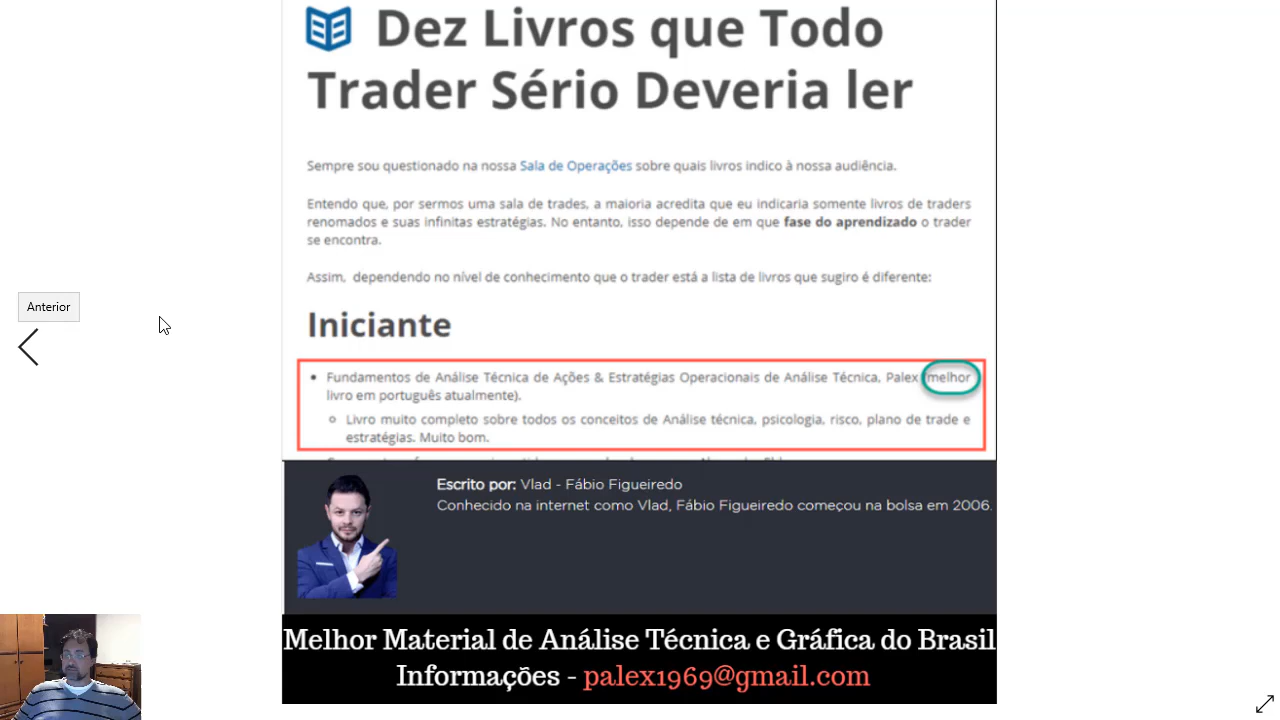 Dez Livros que Todo
Trader Sério Deveria ler
Sempre sou questionado na nossa Sala de Operações sobre quais livros indico à nossa audiência.
Entendo que, por sermos uma sala de trades, a maioria acredita que eu indicaria somente livros de traders
renomados e suas infinitas estratégias. No entanto, isso depende de em que fase do aprendizado o trader
se encontra.
Assim, dependendo no nível de conhecimento que o trader está a lista de livros que sugiro é diferente:
Anterior
Iniciante
• Fundamentos de Análise Técnica de Ações & Estratégias Operacionais de Análise Técnica, Palex (melhor
livro em português atualmente).
Livro muito completo sobre todos os conceitos de Análise técnica, psicologia, risco, plano de trade e
estratégias. Muito bom.
Escrito por: Vlad - Fábio Figueiredo
Conhecido na internet como Vlad, Fábio Figueiredo começou na bolsa em 2006.
Melhor Material de Análise Técnica e Gráfica do Brasil
Informações - palex1969@gmail.com